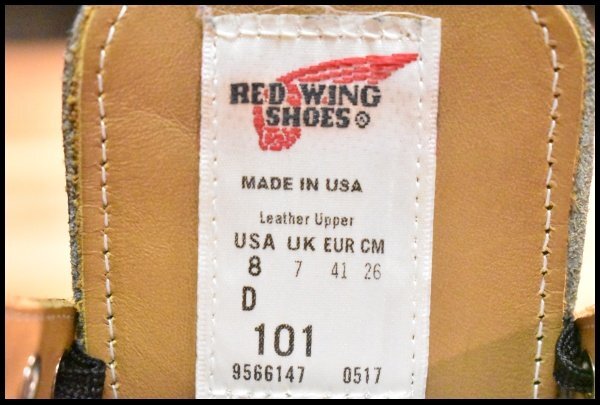 RED WING
SHOES®
MADE IN USA
Leather Upper
USA UK EUR CM
8 7 41 26
D
101
9566147 0517